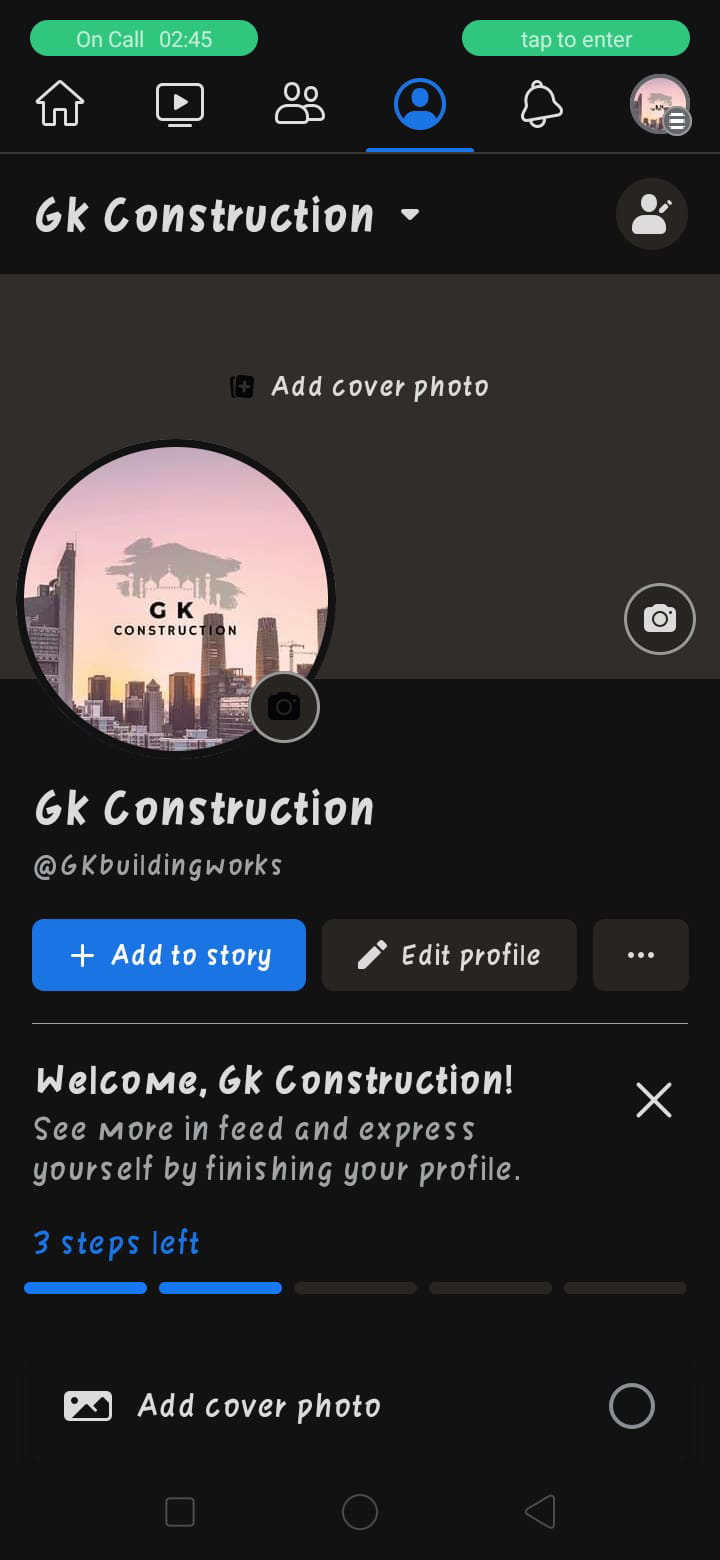 On Call 02:45
tap to enter
Gk Construction
Add cover photo
G K
CONSTRUCTION
Gk Construction
@GKbuildingworks
Add to story
Edit profile
Welcome, Gk Construction!
See more in feed and express
yourself by finishing your profile.
3 steps left
Add cover photo